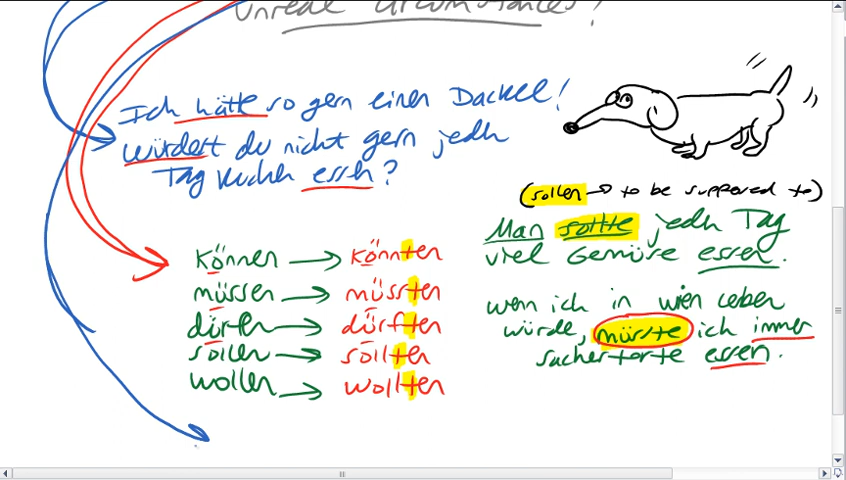 Unreal Circumstances?
Ich hätte so gern einen Dackel!
würdest du nicht gern jeden
Tag Kuchen essen?
(sollen → to be supposed to)
Man sollte jeden Tag
viel Gemüse essen.
können → könnten
müssen → müssten
dürfen → dürften
sollen → sollten
wollen → wollten
wenn ich in Wien leben
würde, müsste ich immer
Sachertorte essen.